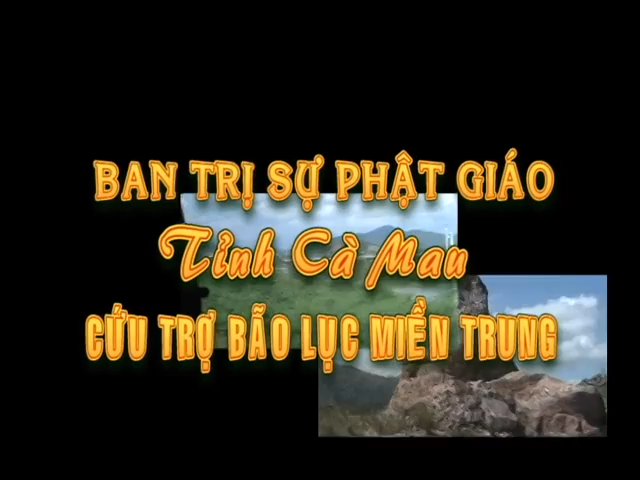 BAN TRỊ SỰ PHẬT GIÁO
Tỉnh Cà Mau
CỨU TRỢ BÃO LỤC MIỀN TRUNG